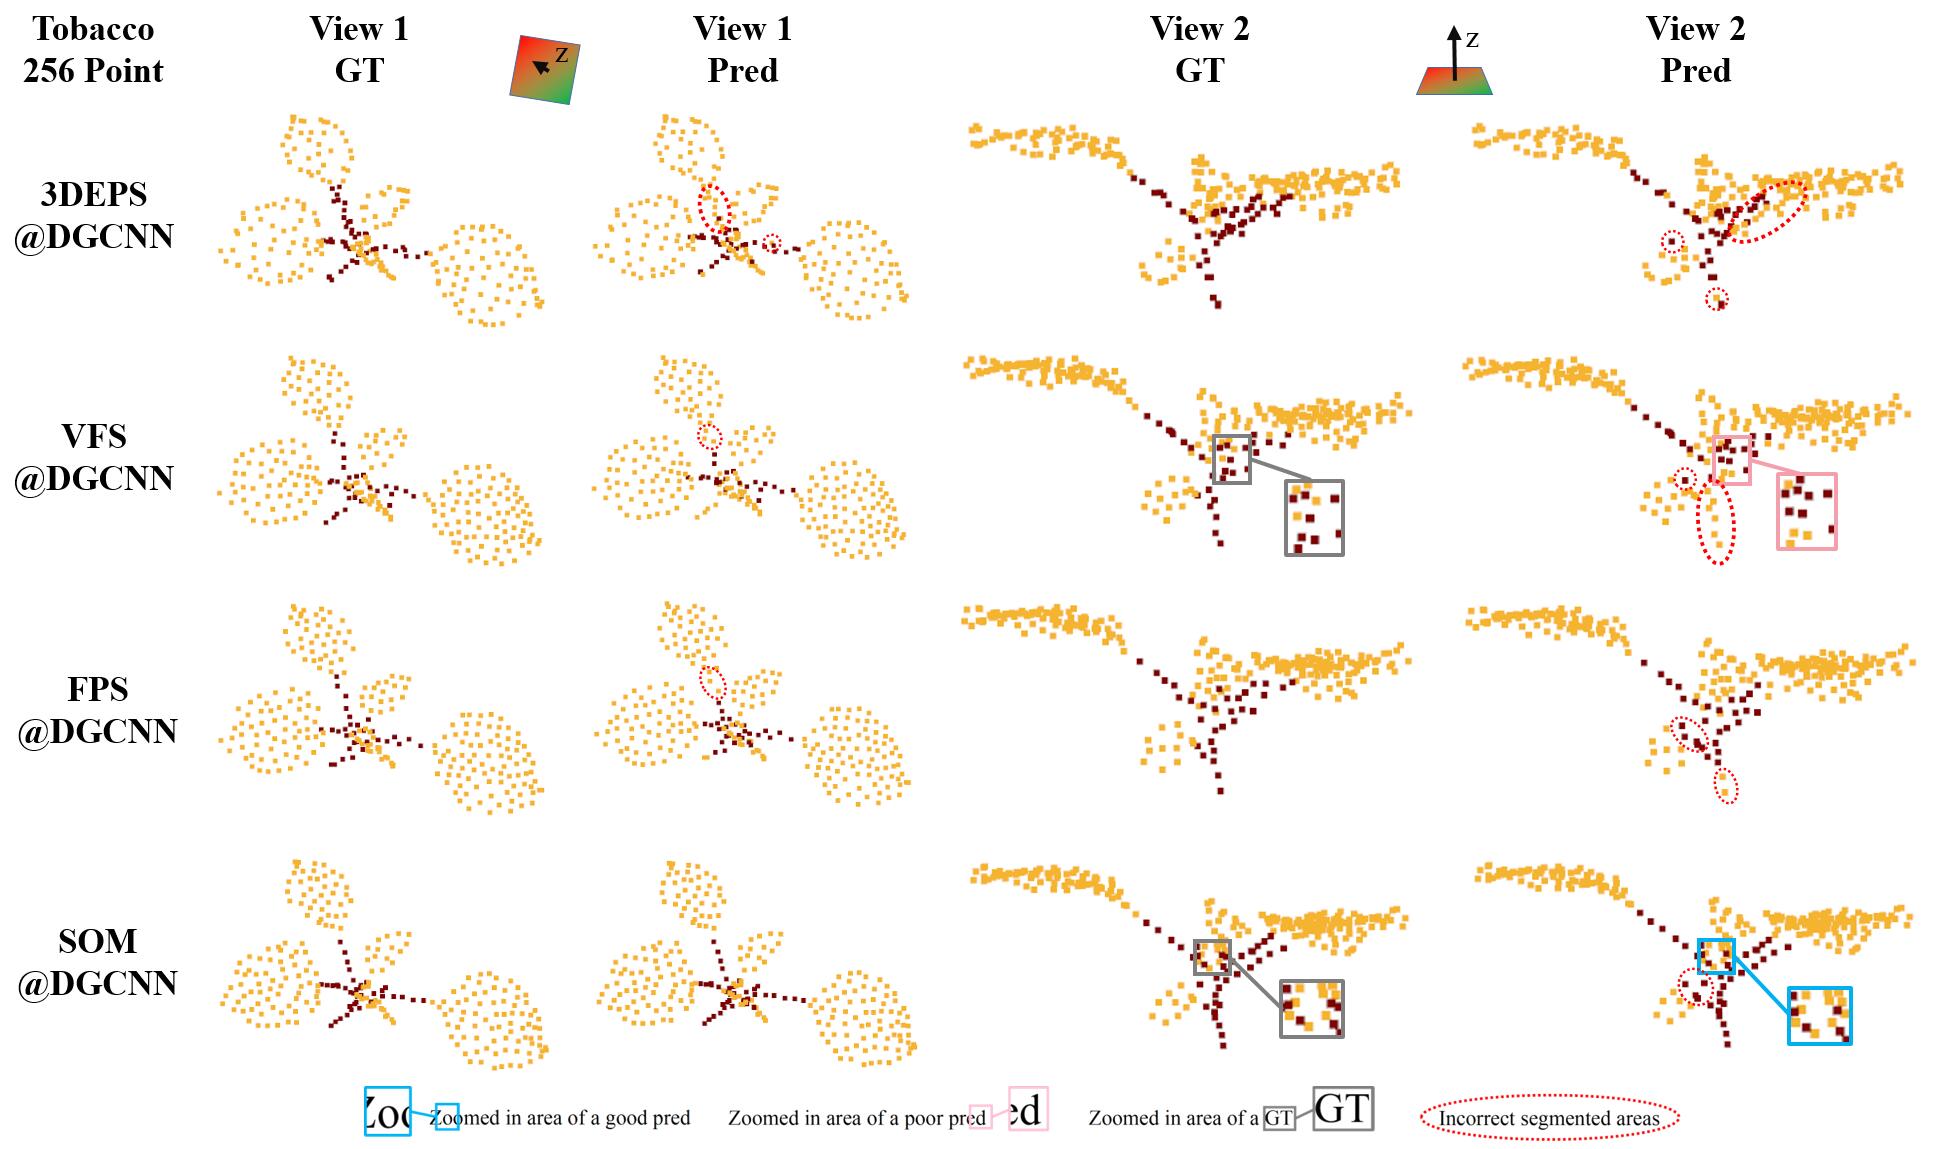 Tobacco
256 Point
View 1
GT
z
View 1
Pred
View 2
GT
z
View 2
Pred
3DEPS
@DGCNN
VFS
@DGCNN
FPS
@DGCNN
SOM
@DGCNN
Zoo
Zoomed in area of a good pred
Zoomed in area of a poor pred
ed
Zoomed in area of a GT
GT
Incorrect segmented areas